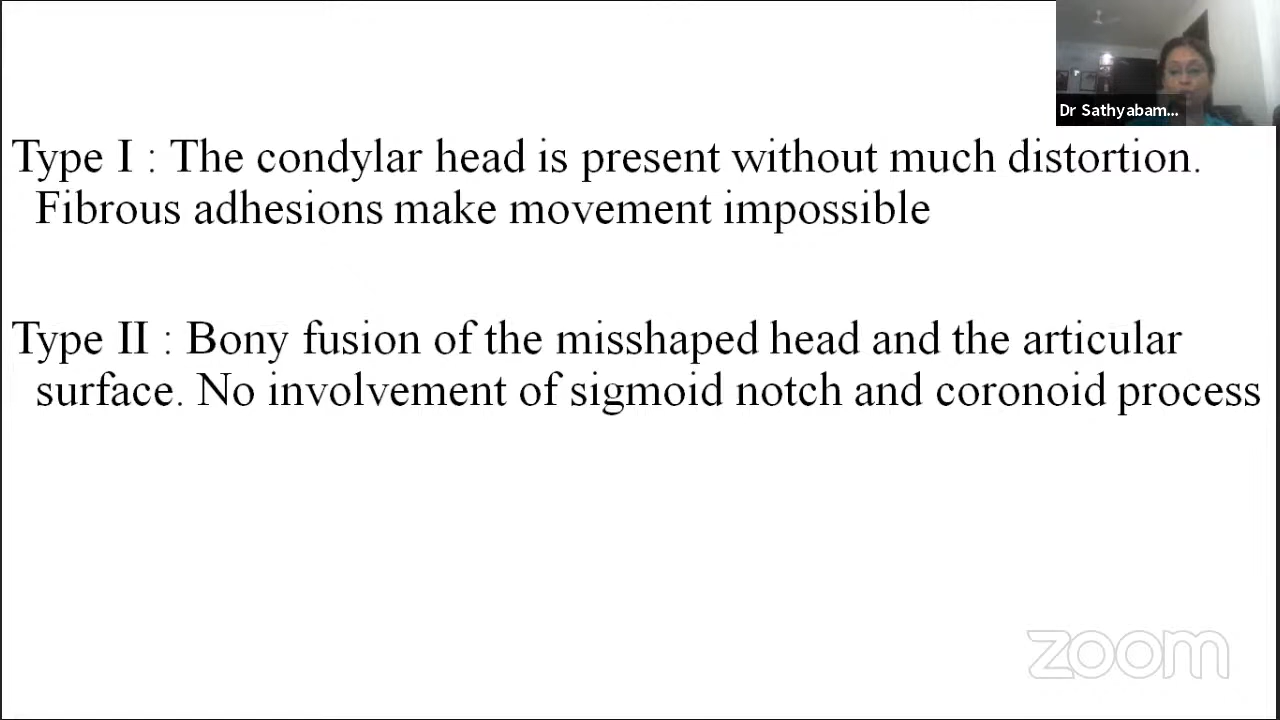 Dr Sathyabam...
Type I : The condylar head is present without much distortion.
Fibrous adhesions make movement impossible
Type II : Bony fusion of the misshaped head and the articular
surface. No involvement of sigmoid notch and coronoid process
zoom